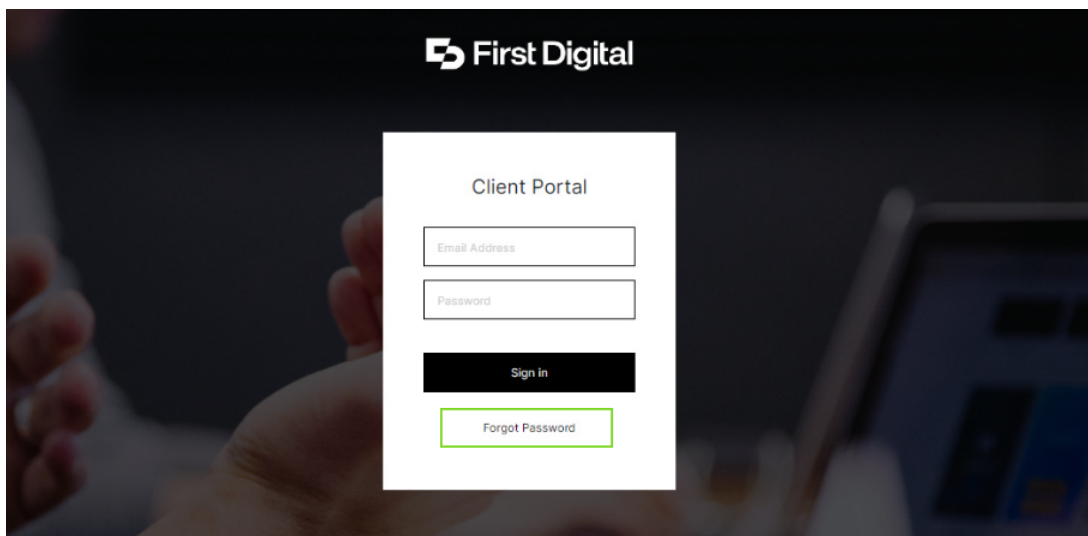 First Digital
Client Portal
Email Address
Password
Sign in
Forgot Password